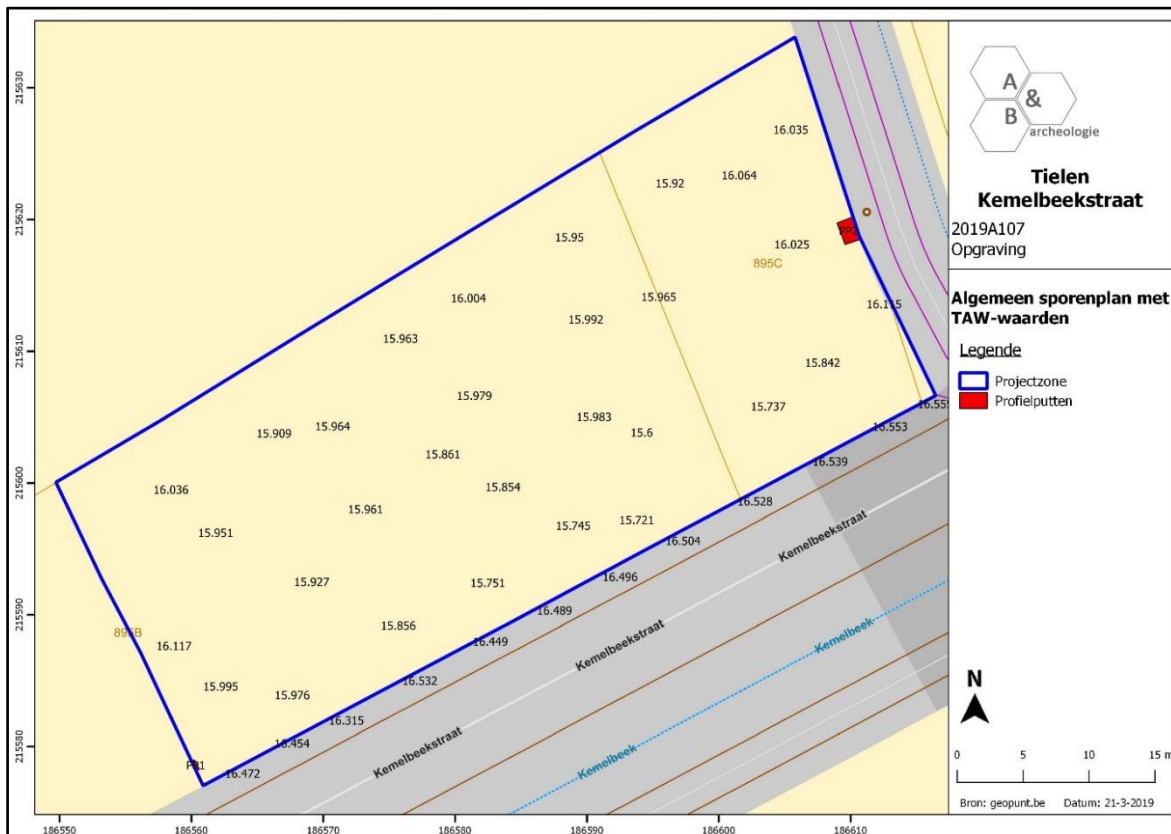 A
&
B
archeologie
Tielen
Kemelbeekstraat
2019A107
Opgraving
Algemeen sporenplan met
TAW-waarden
Legende
Projectzone
Profielputten
N
0 5 10 15 m
Bron: geopunt.be Datum: 21-3-2019
215630
215620
215610
215600
215590
215580
186550 186560 186570 186580 186590 186600 186610
16.035
16.064
15.92
15.95
16.025
895C
16.004
15.965
16.115
15.992
15.963
15.842
15.979
15.737
15.983
15.964
15.909
15.6
16.553
15.861
16.539
16.036
15.854
16.528
15.961
15.721
15.745
15.951
16.504
15.927
15.751
16.496
16.489
15.856
16.449
16.117
15.995
15.976
16.532
16.315
16.454
16.472
Kemelbeekstraat
Kemelbeekstraat
Kemelbeekstraat
Kemelbeek
Kemelbeek